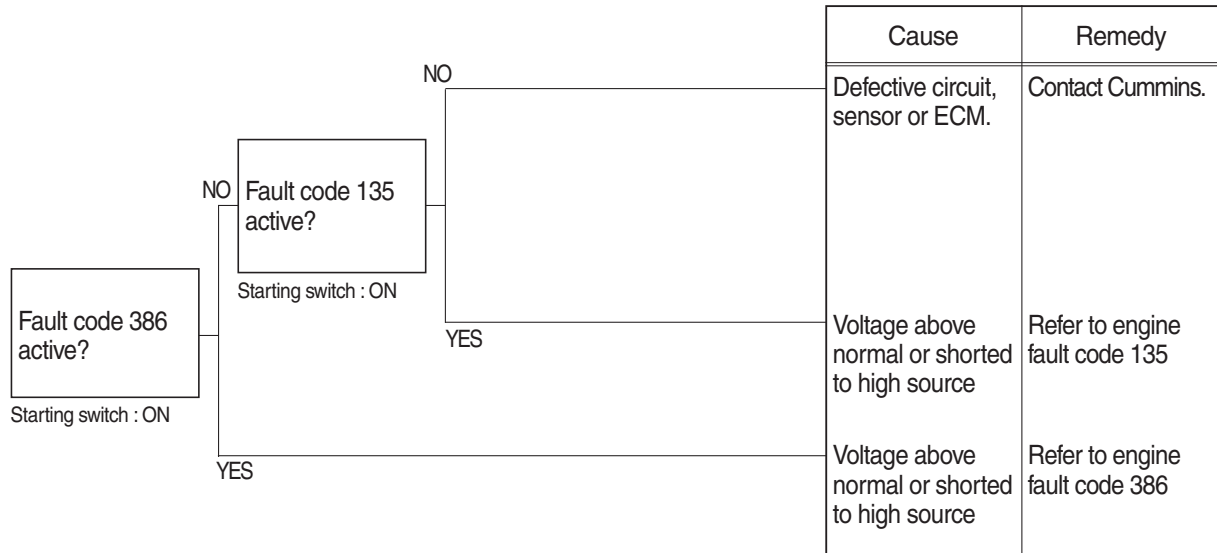 Cause
Remedy
NO
Defective circuit,
sensor or ECM.
Contact Cummins.
NO
Fault code 135
active?
Starting switch : ON
Fault code 386
active?
Starting switch : ON
YES
Voltage above
normal or shorted
to high source
Refer to engine
fault code 135
YES
Voltage above
normal or shorted
to high source
Refer to engine
fault code 386